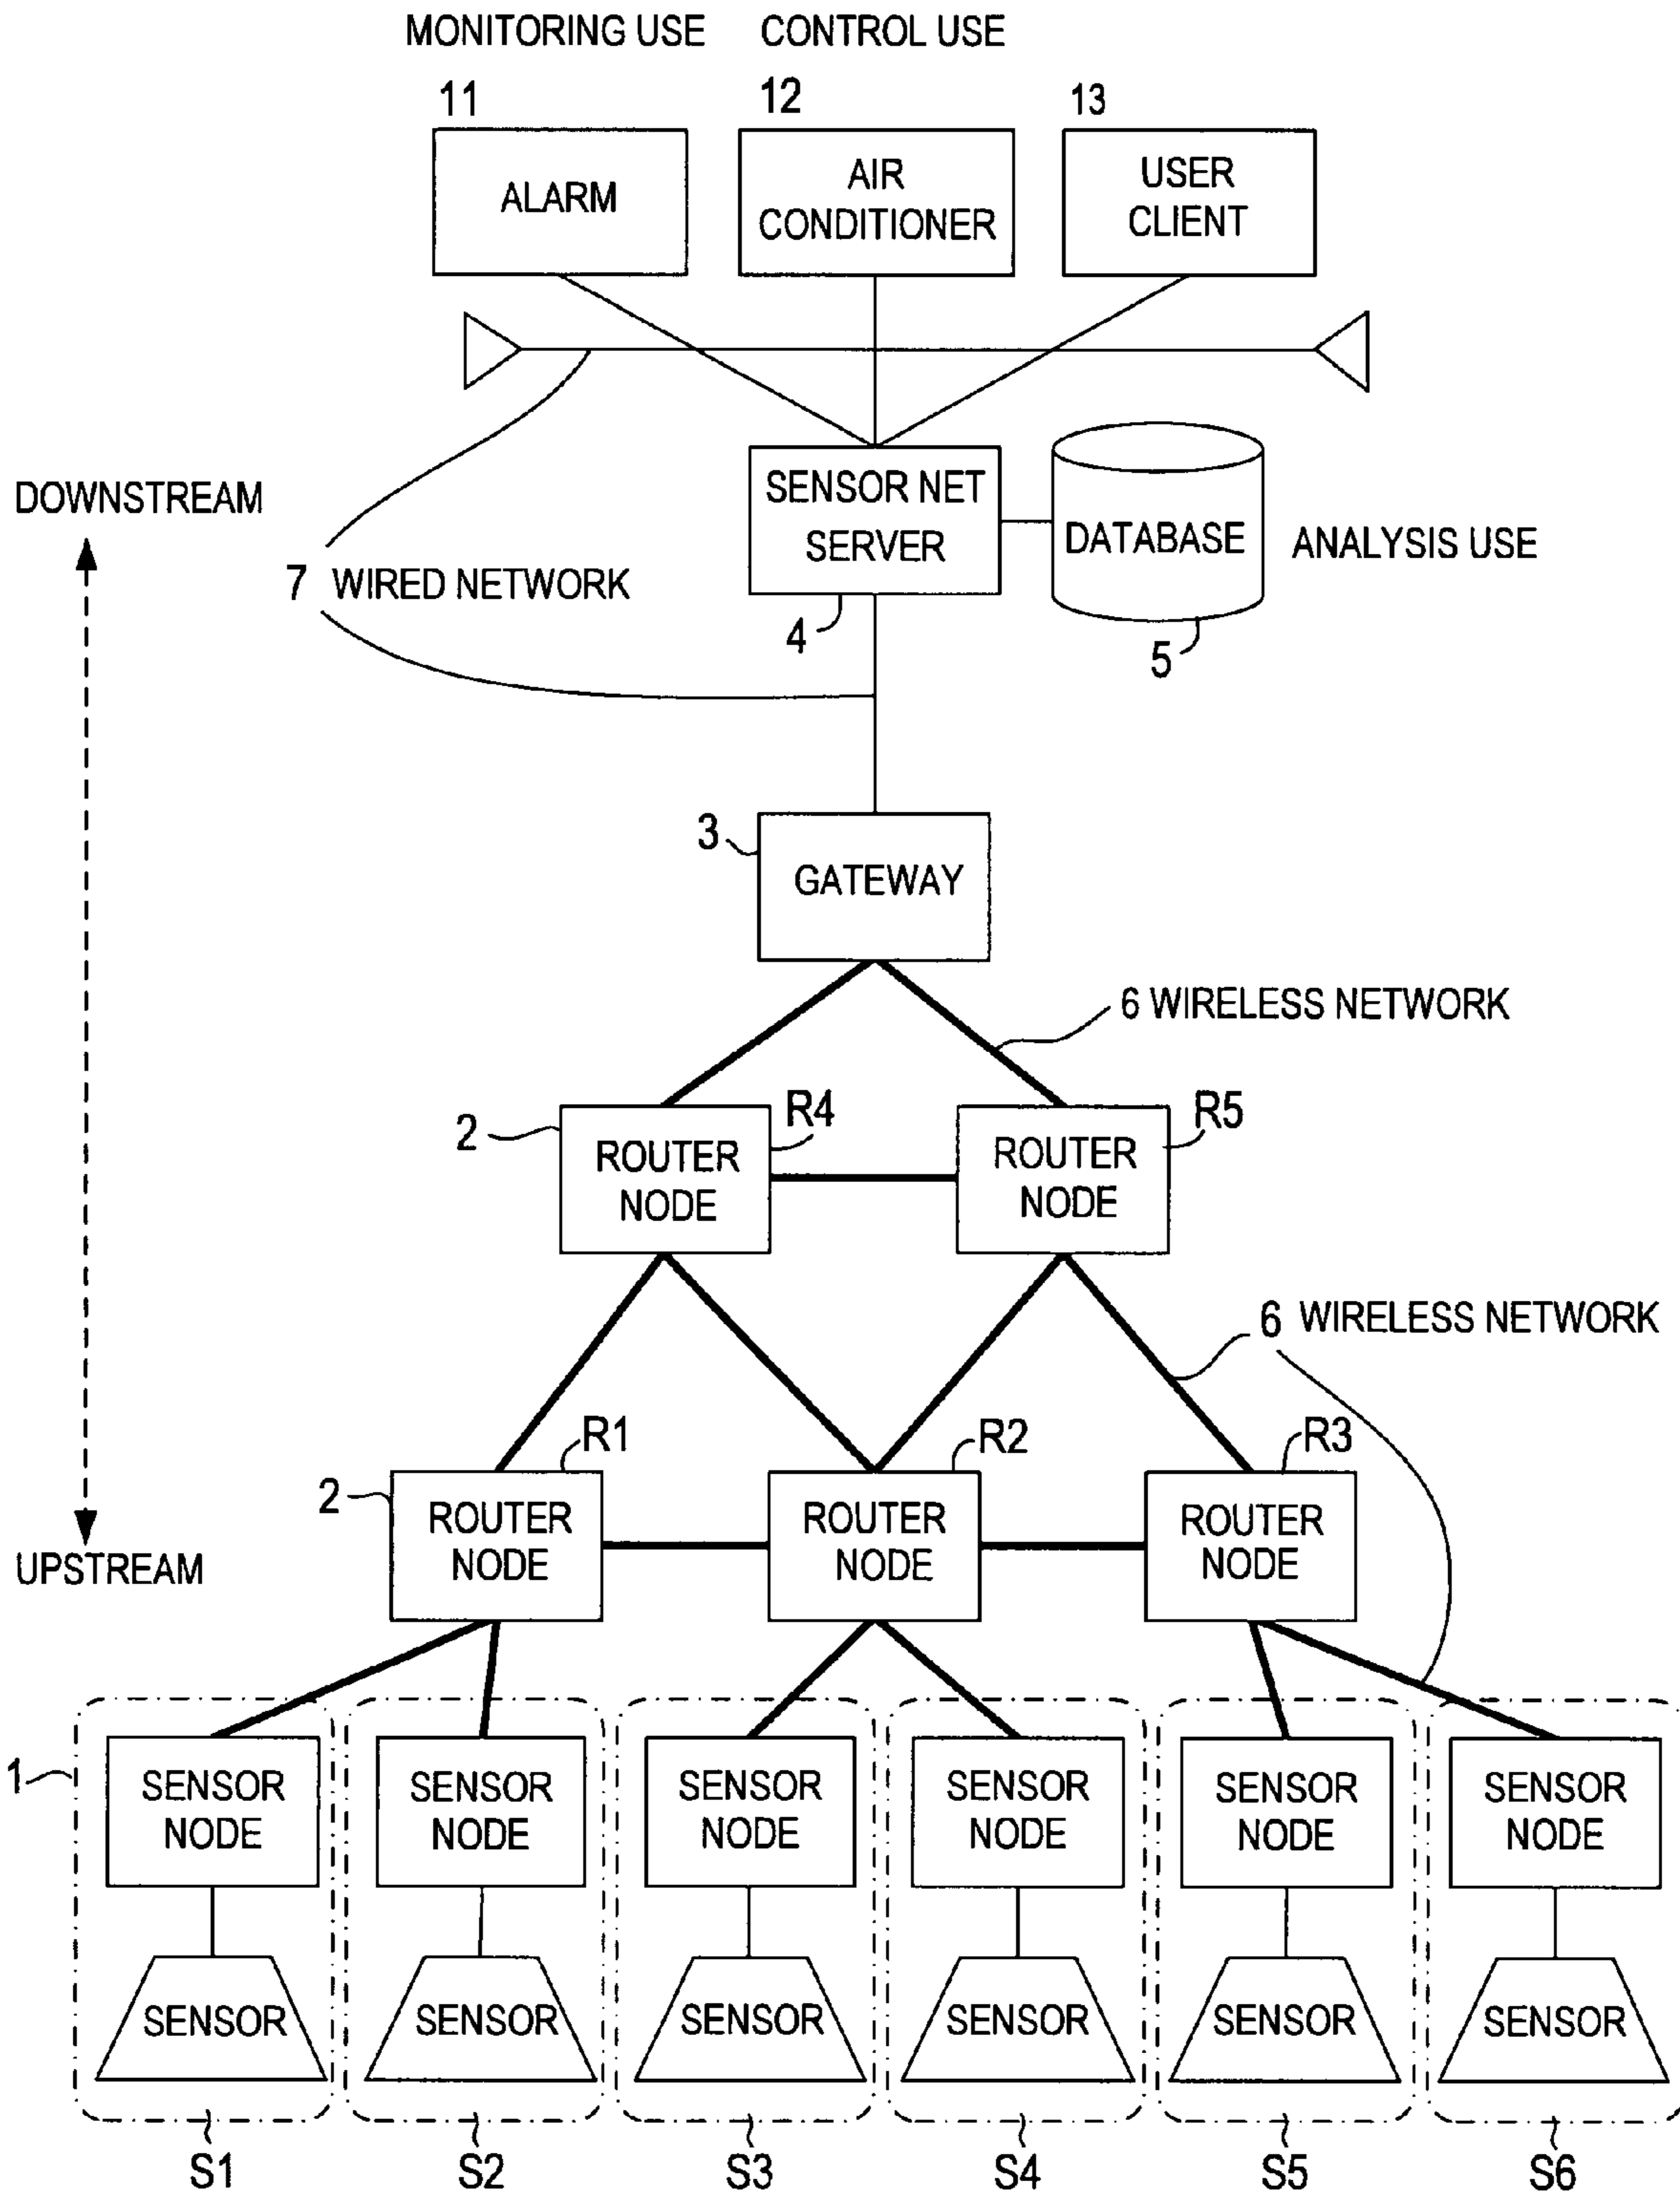 MONITORING USE
CONTROL USE
11
12
13
ALARM
AIR
CONDITIONER
USER
CLIENT
DOWNSTREAM
SENSOR NET
SERVER
DATABASE
ANALYSIS USE
7 WIRED NETWORK
4
5
3
GATEWAY
6 WIRELESS NETWORK
2
R4
R5
ROUTER
NODE
ROUTER
NODE
6 WIRELESS NETWORK
R1
R2
R3
2
ROUTER
NODE
ROUTER
NODE
ROUTER
NODE
UPSTREAM
1
SENSOR
NODE
SENSOR
NODE
SENSOR
NODE
SENSOR
NODE
SENSOR
NODE
SENSOR
NODE
SENSOR
SENSOR
SENSOR
SENSOR
SENSOR
SENSOR
S1
S2
S3
S4
S5
S6